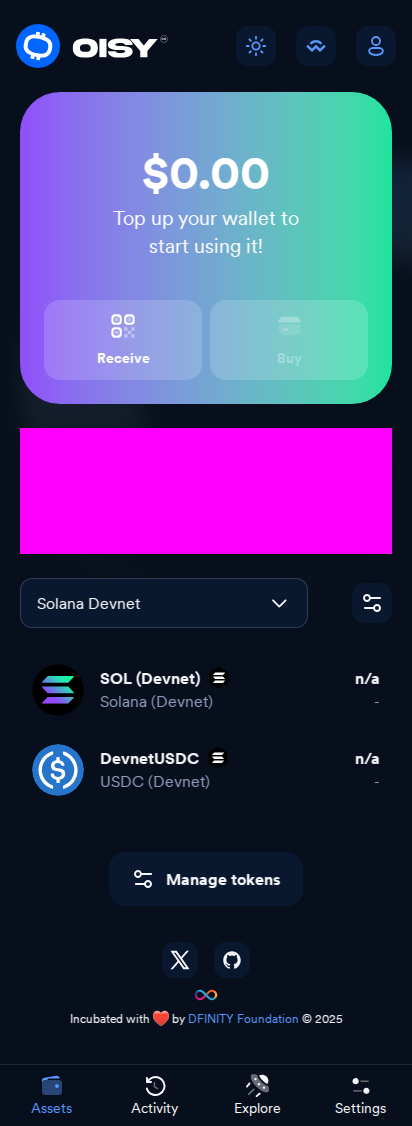 OISY
$0.00
Top up your wallet to
start using it!
Receive
Buy
Solana Devnet
SOL (Devnet)
n/a
Solana (Devnet)
-
DevnetUSDC
n/a
USDC (Devnet)
-
Manage tokens
Incubated with ❤️ by DFINITY Foundation © 2025
Assets
Activity
Explore
Settings